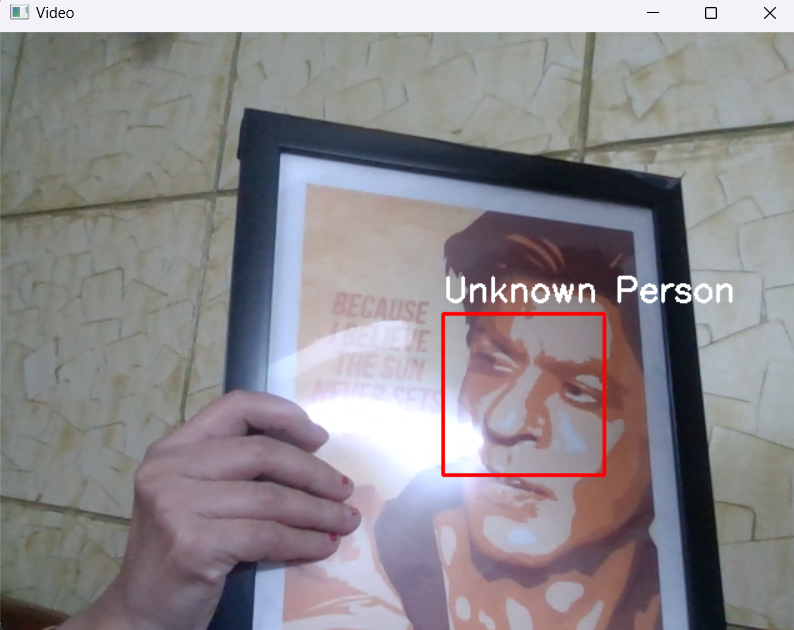 Video
Unknown Person
BECAUSE
I BELIEVE
THE SUN
NEVER SETS